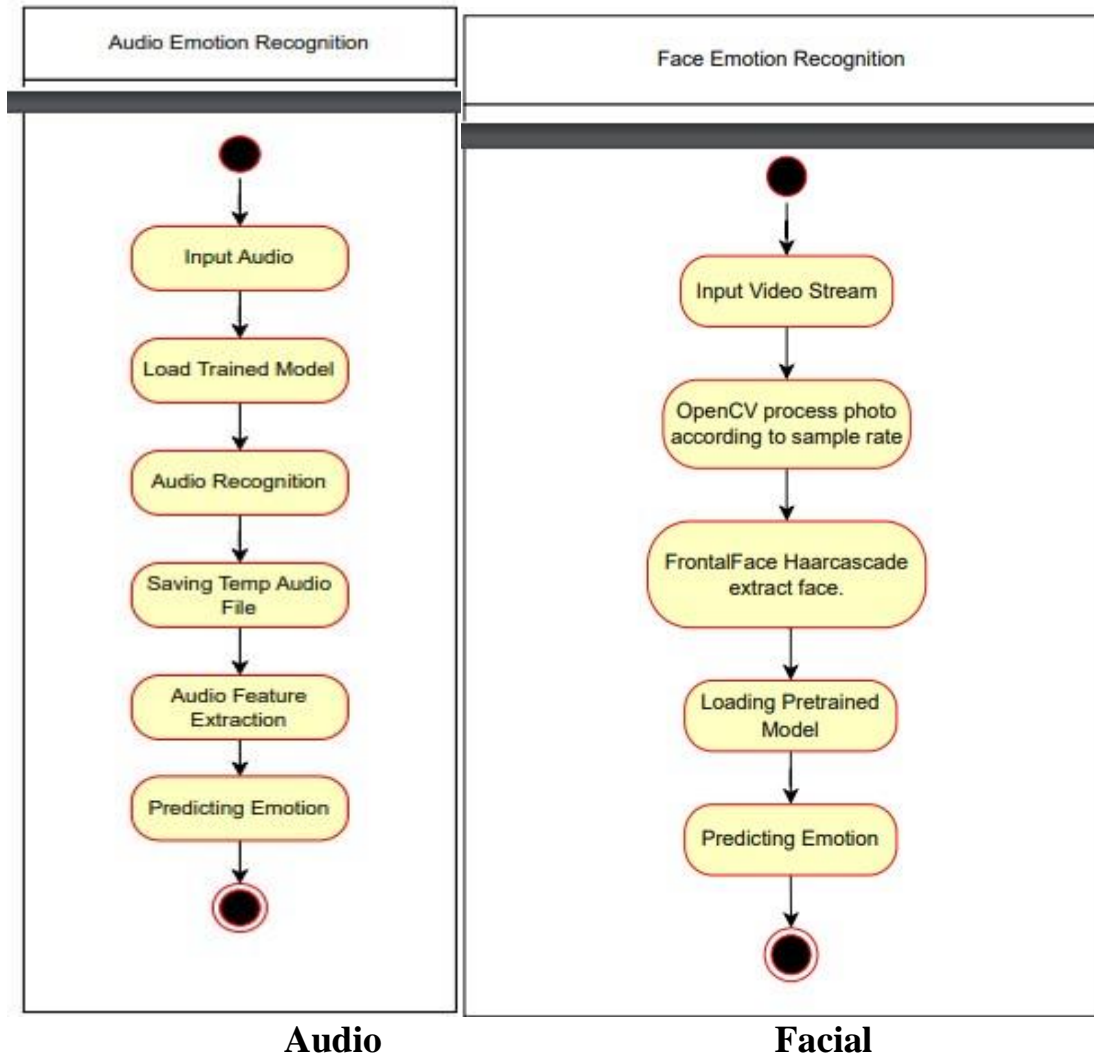 Audio Emotion Recognition
Input Audio
Load Trained Model
Audio Recognition
Saving Temp Audio
File
Audio Feature
Extraction
Predicting Emotion
Audio
Face Emotion Recognition
Input Video Stream
OpenCV process photo
according to sample rate
FrontalFace Haarcascade
extract face.
Loading Pretrained
Model
Predicting Emotion
Facial